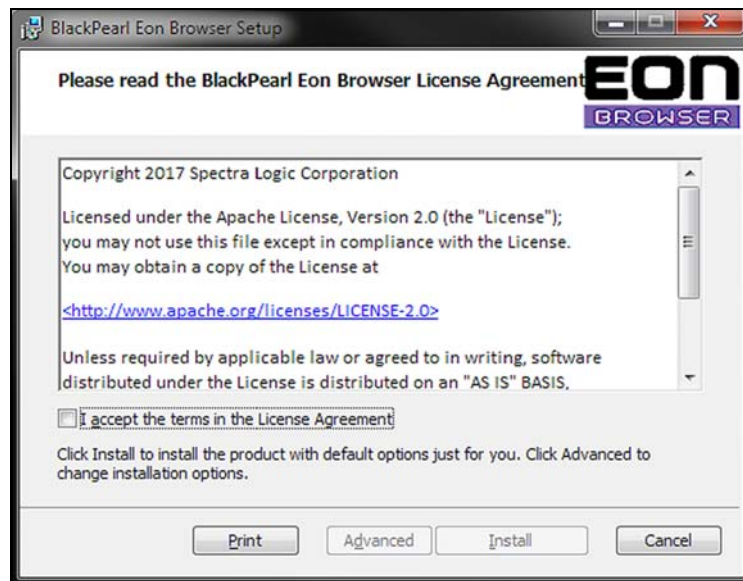 BlackPearl Eon Browser Setup
Please read the BlackPearl Eon Browser License Agreement
EON
BROWSER
Copyright 2017 Spectra Logic Corporation
Licensed under the Apache License, Version 2.0 (the "License");
you may not use this file except in compliance with the License.
You may obtain a copy of the License at
<http://www.apache.org/licenses/LICENSE-2.0>
Unless required by applicable law or agreed to in writing, software
distributed under the License is distributed on an "AS IS" BASIS,
I accept the terms in the License Agreement
Click Install to install the product with default options just for you. Click Advanced to
change installation options.
Print Advanced Install Cancel